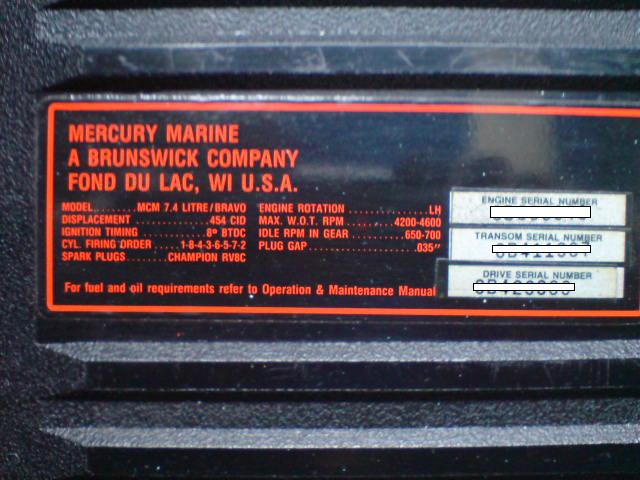 MERCURY MARINE
A BRUNSWICK COMPANY
FOND DU LAC, WI U.S.A.
MODEL.........MCM 7.4 LITRE/BRAVO ENGINE ROTATION..............LH
DISPLACEMENT..............454 CID MAX. W.O.T. RPM........4200-4600
IGNITION TIMING............8º BTDC IDLE RPM IN GEAR..........650-700
CYL. FIRING ORDER.....1-8-4-3-6-5-7-2 PLUG GAP....................035"
SPARK PLUGS.......CHAMPION RV8C
For fuel and oil requirements refer to Operation & Maintenance Manual
ENGINE SERIAL NUMBER
TRANSOM SERIAL NUMBER
DRIVE SERIAL NUMBER